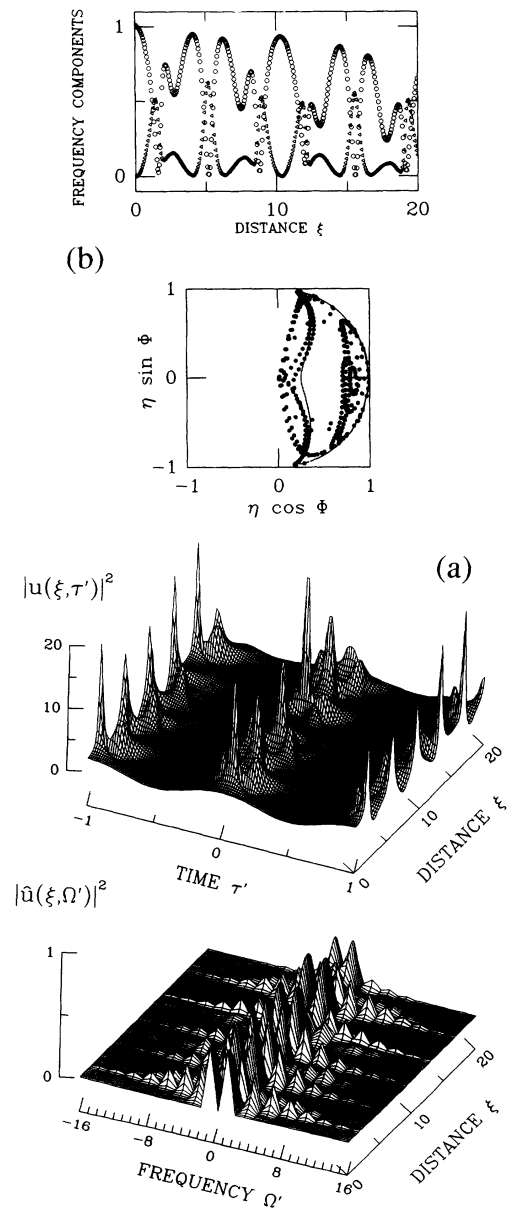 1
0
FREQUENCY COMPONENTS
0
10
20
DISTANCE ξ
(b)
1
0
−1
η sin Φ
−1
0
1
η cos Φ
(a)
|u(ξ,τ')|²
20
10
0
−1
0
1
TIME τ'
0
10
20
DISTANCE ξ
|û(ξ,Ω')|²
1
0
−16
−8
0
8
16
FREQUENCY Ω'
0
10
20
DISTANCE ξ